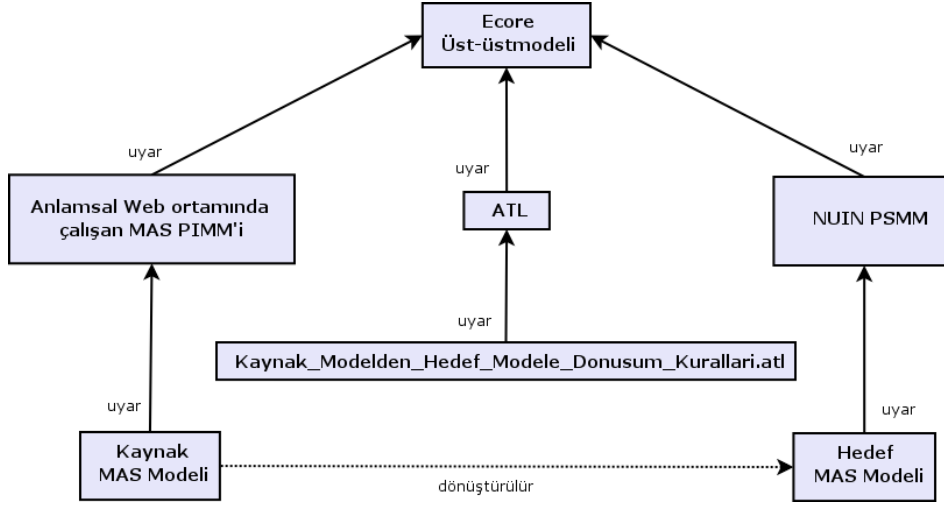 Ecore
Üst-üstmodeli
uyar
uyar
uyar
Anlamsal Web ortamında
çalışan MAS PIMM'i
ATL
NUIN PSMM
uyar
Kaynak_Modelden_Hedef_Modele_Donusum_Kurallari.atl
uyar
uyar
Kaynak
MAS Modeli
Hedef
MAS Modeli
dönüştürülür